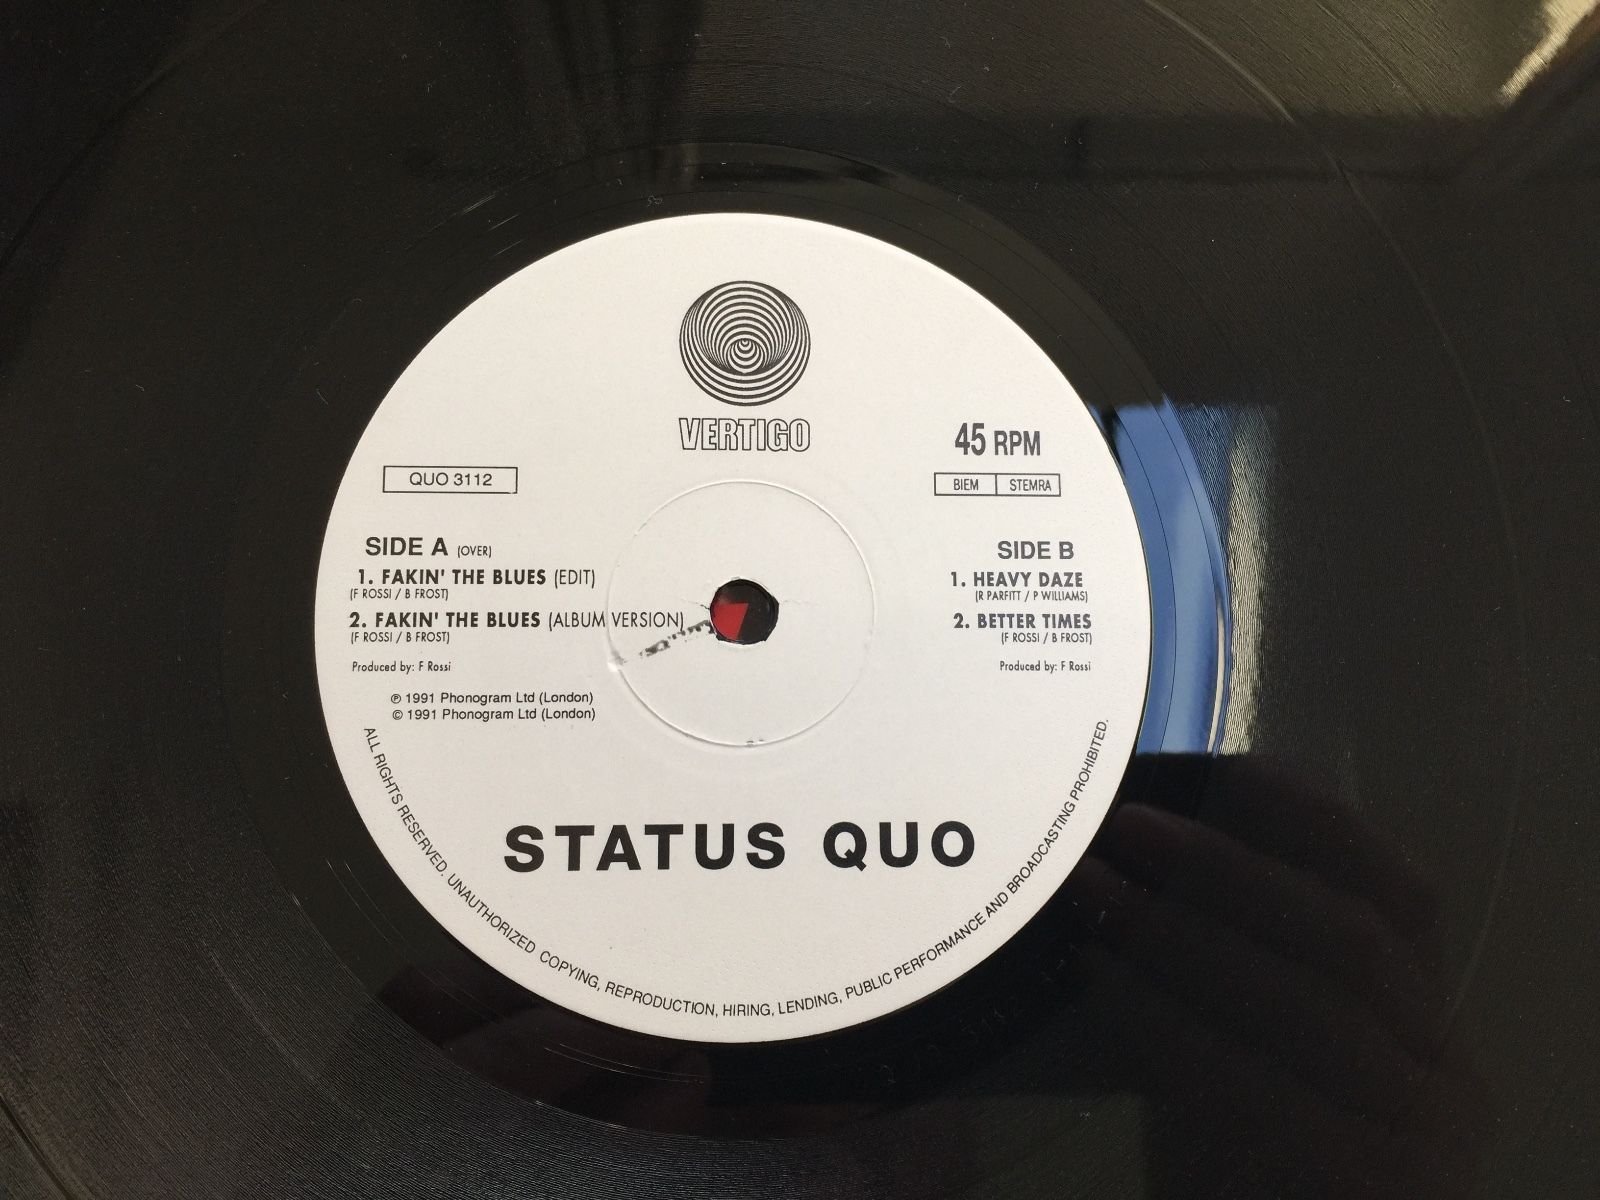 VERTIGO
45 RPM
QUO 3112
BIEM STEMRA
SIDE A (OVER)
1. FAKIN' THE BLUES (EDIT)
(F ROSSI / B FROST)
2. FAKIN' THE BLUES (ALBUM VERSION)
(F ROSSI / B FROST)
Produced by: F Rossi
℗ 1991 Phonogram Ltd (London)
© 1991 Phonogram Ltd (London)
SIDE B
1. HEAVY DAZE
(R PARFITT / P WILLIAMS)
2. BETTER TIMES
(F ROSSI / B FROST)
Produced by: F Rossi
STATUS QUO
ALL RIGHTS RESERVED. UNAUTHORIZED COPYING, REPRODUCTION, HIRING, LENDING, PUBLIC PERFORMANCE AND BROADCASTING PROHIBITED.